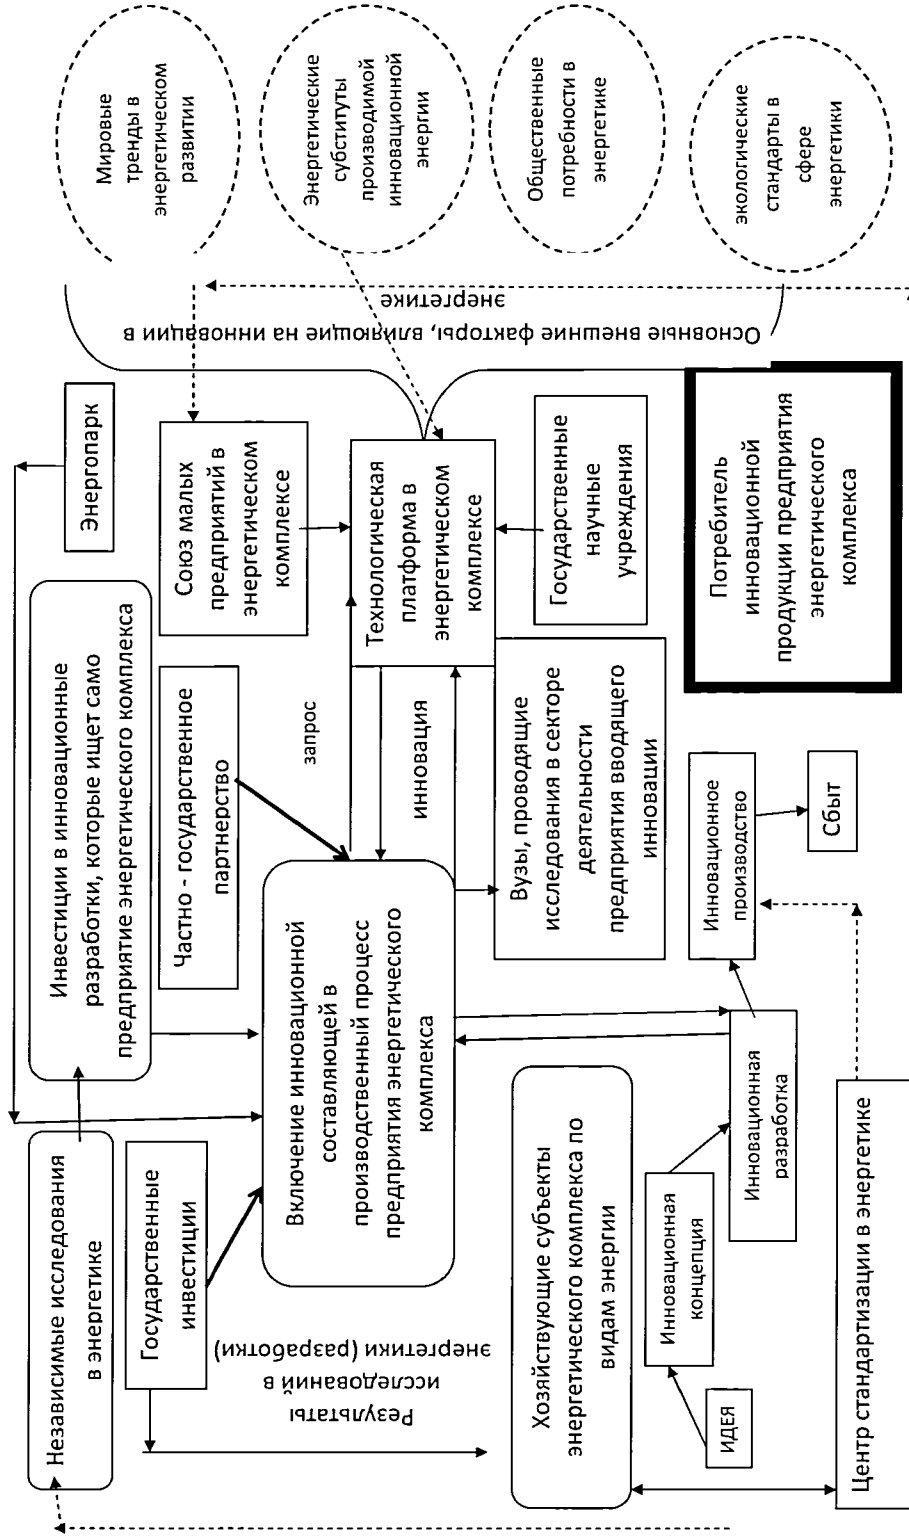 Независимые исследования
в энергетике
Инвестиции в инновационные
разработки, которые ищет само
предприятие энергетического комплекса
Энергопарк
Мировые
тренды в
энергетическом
развитии
Государственные
инвестиции
Частно - государственное
партнерство
Союз малых
предприятий в
энергетическом
комплексе
Результаты
исследований в
энергетики (разработки)
Включение инновационной
составляющей в
производственный процесс
предприятия энергетического
комплекса
запрос
инновация
Технологическая
платформа в
энергетическом
комплексе
Основные внешние факторы, влияющие на инновации в
энергетике
Энергетические
субституты
производимой
инновационной
энергии
Хозяйствующие субъекты
энергетического комплекса по
видам энергии
Вузы, проводящие
исследования в секторе
деятельности
предприятия вводящего
инновации
Государственные
научные
учреждения
Общественные
потребности в
энергетике
ИДЕЯ
Инновационная
концепция
Инновационная
разработка
Инновационное
производство
Сбыт
Потребитель
инновационной
продукции предприятия
энергетического
комплекса
экологические
стандарты в
сфере
энергетики
Центр стандартизации в энергетике